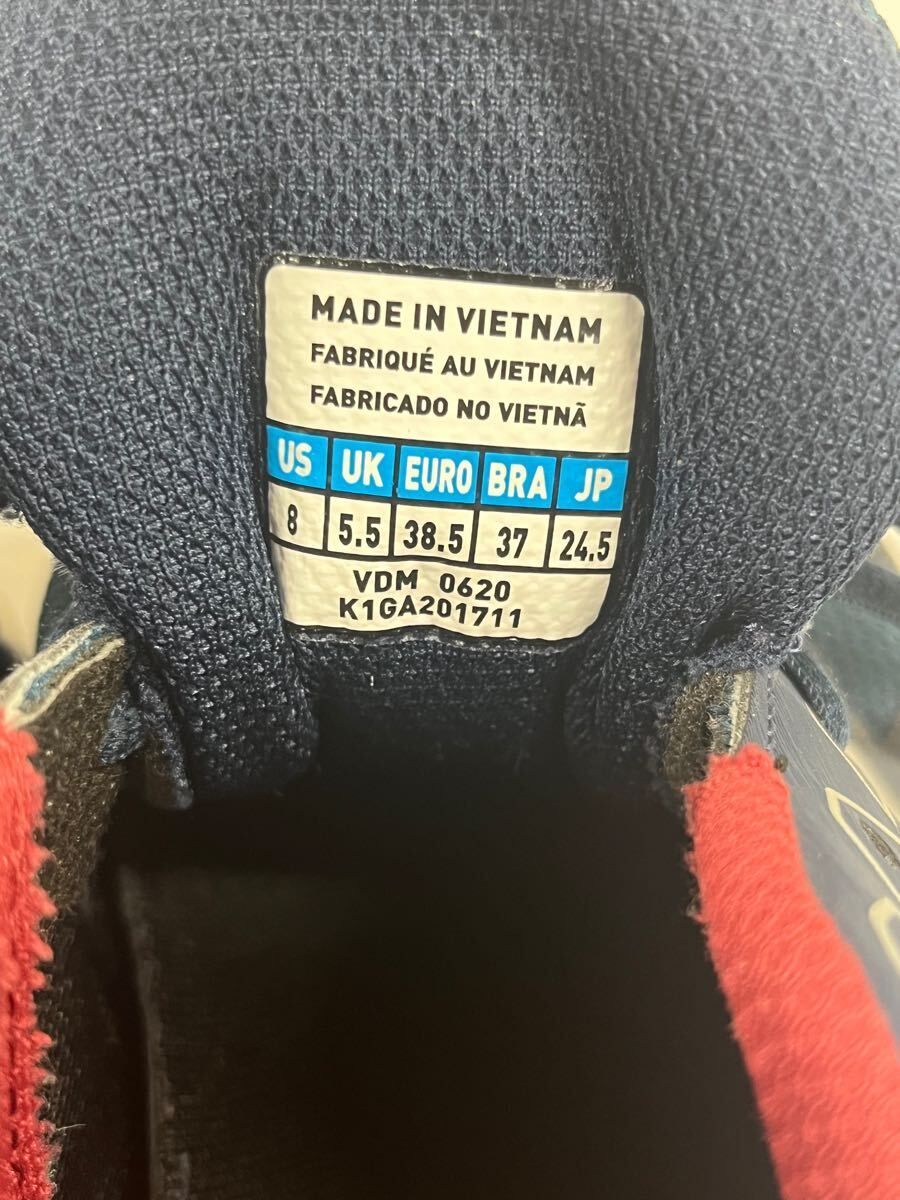 MADE IN VIETNAM
FABRIQUÉ AU VIETNAM
FABRICADO NO VIETNÃ
US UK EURO BRA JP
8 5.5 38.5 37 24.5
VDM 0620
K1GA201711